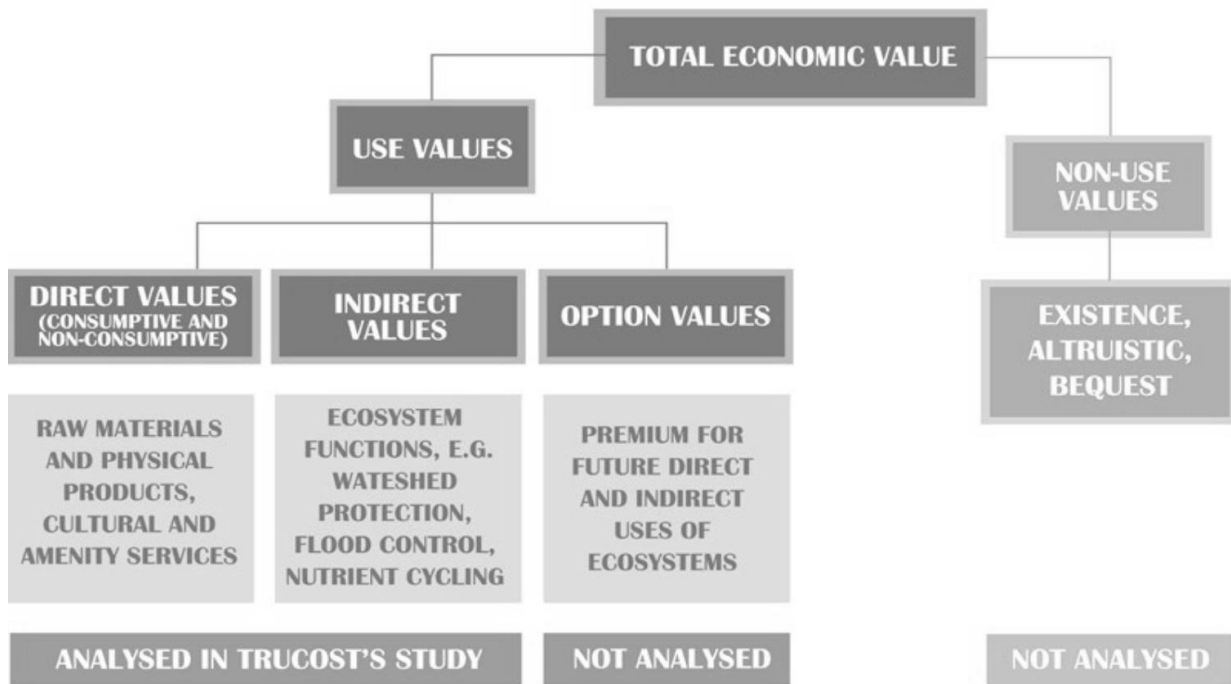 TOTAL ECONOMIC VALUE
USE VALUES
NON-USE
VALUES
DIRECT VALUES
(CONSUMPTIVE AND
NON-CONSUMPTIVE)
INDIRECT
VALUES
OPTION VALUES
EXISTENCE,
ALTRUISTIC,
BEQUEST
RAW MATERIALS
AND PHYSICAL
PRODUCTS,
CULTURAL AND
AMENITY SERVICES
ECOSYSTEM
FUNCTIONS, E.G.
WATESHED
PROTECTION,
FLOOD CONTROL,
NUTRIENT CYCLING
PREMIUM FOR
FUTURE DIRECT
AND INDIRECT
USES OF
ECOSYSTEMS
ANALYSED IN TRUCOST'S STUDY
NOT ANALYSED
NOT ANALYSED